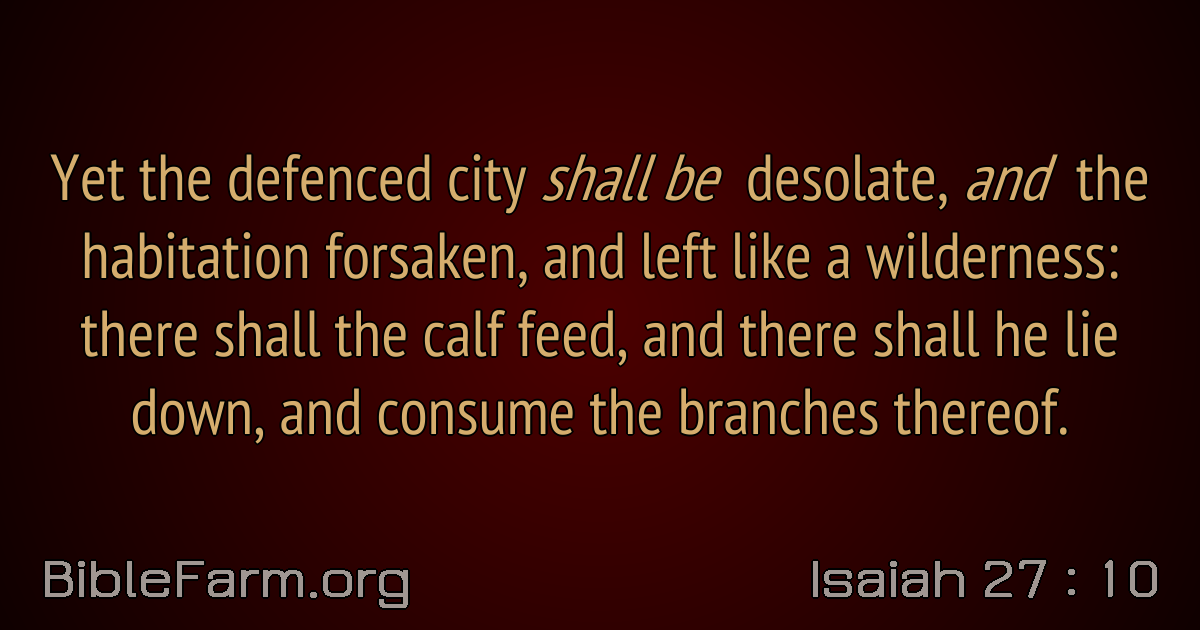 Yet the defenced city shall be desolate, and the
habitation forsaken, and left like a wilderness:
there shall the calf feed, and there shall he lie
down, and consume the branches thereof.
BibleFarm.org
Isaiah 27 : 10